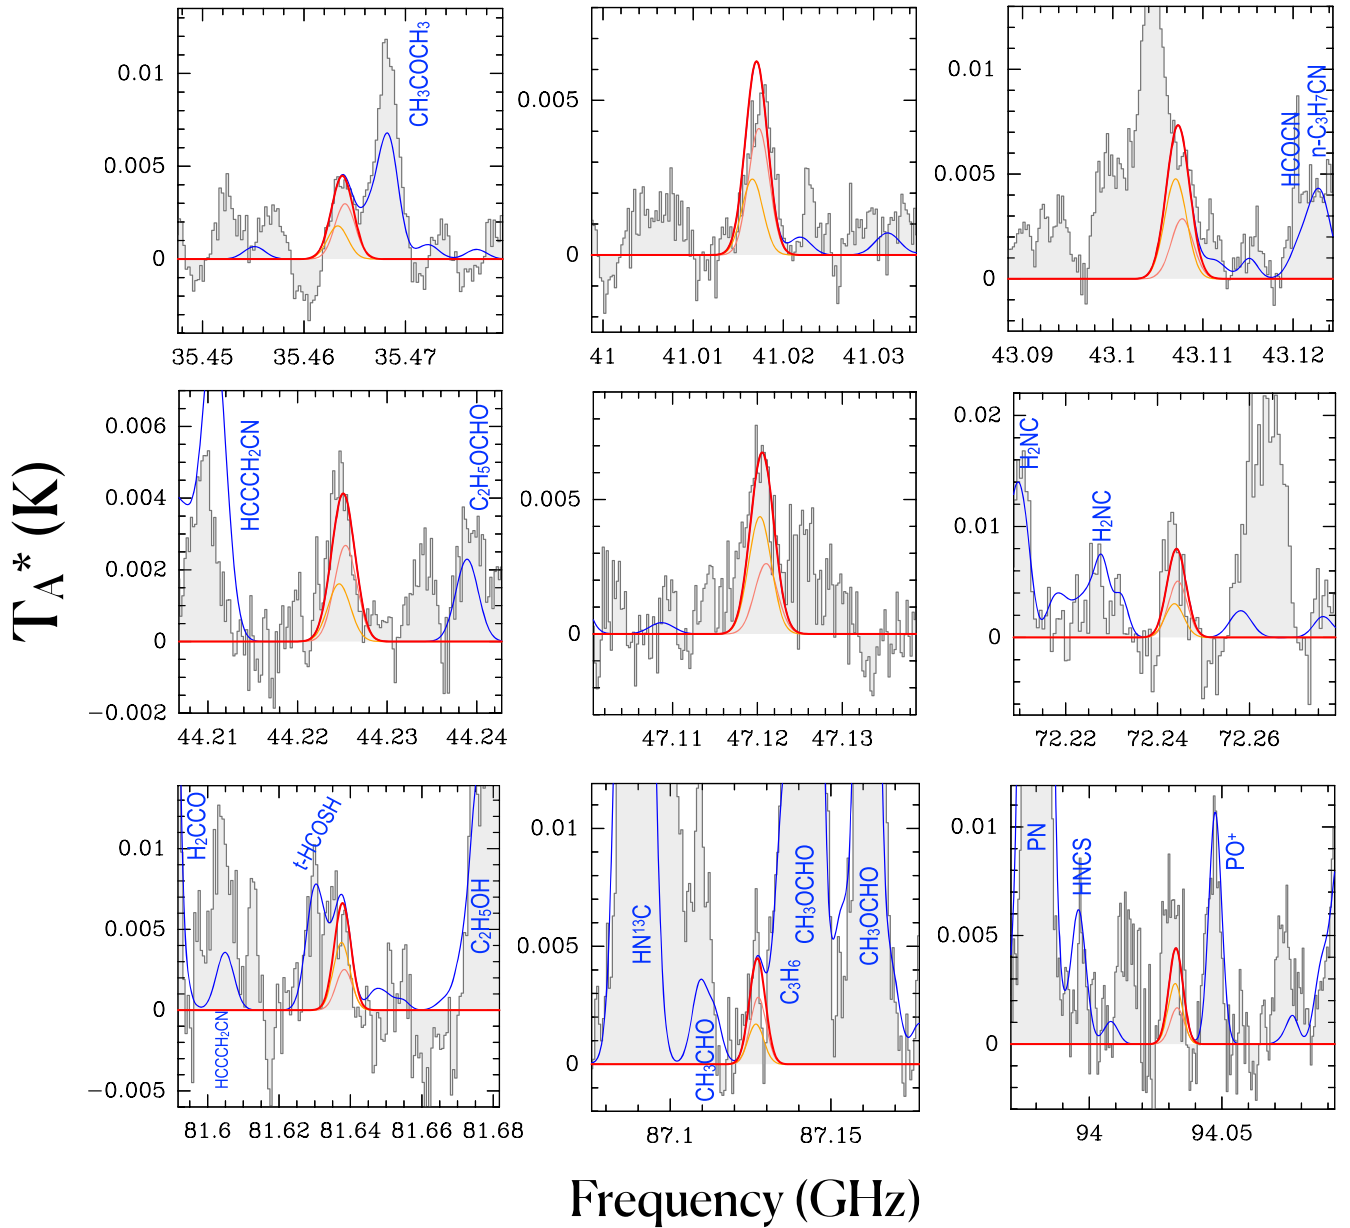 CH₃COCH₃
0.01
0.005
0
35.45 35.46 35.47
0.005
0
41 41.01 41.02 41.03
HCOCN
n-C₃H₇CN
0.01
0.005
0
43.09 43.1 43.11 43.12
HCCCH₂CN
C₂H₅OCHO
0.006
0.004
0.002
0
−0.002
44.21 44.22 44.23 44.24
0.005
0
47.11 47.12 47.13
H₂NC
H₂NC
0.02
0.01
0
72.22 72.24 72.26
T_A* (K)
H₂CCO
HCCCH₂CN
t-HCOSH
C₂H₅OH
0.01
0.005
0
−0.005
81.6 81.62 81.64 81.66 81.68
HN¹³C
CH₃CHO
C₃H₆
CH₃OCHO
CH₃OCHO
0.01
0.005
0
87.1 87.15
PN
HNCS
PO⁺
0.01
0.005
0
94 94.05
Frequency (GHz)